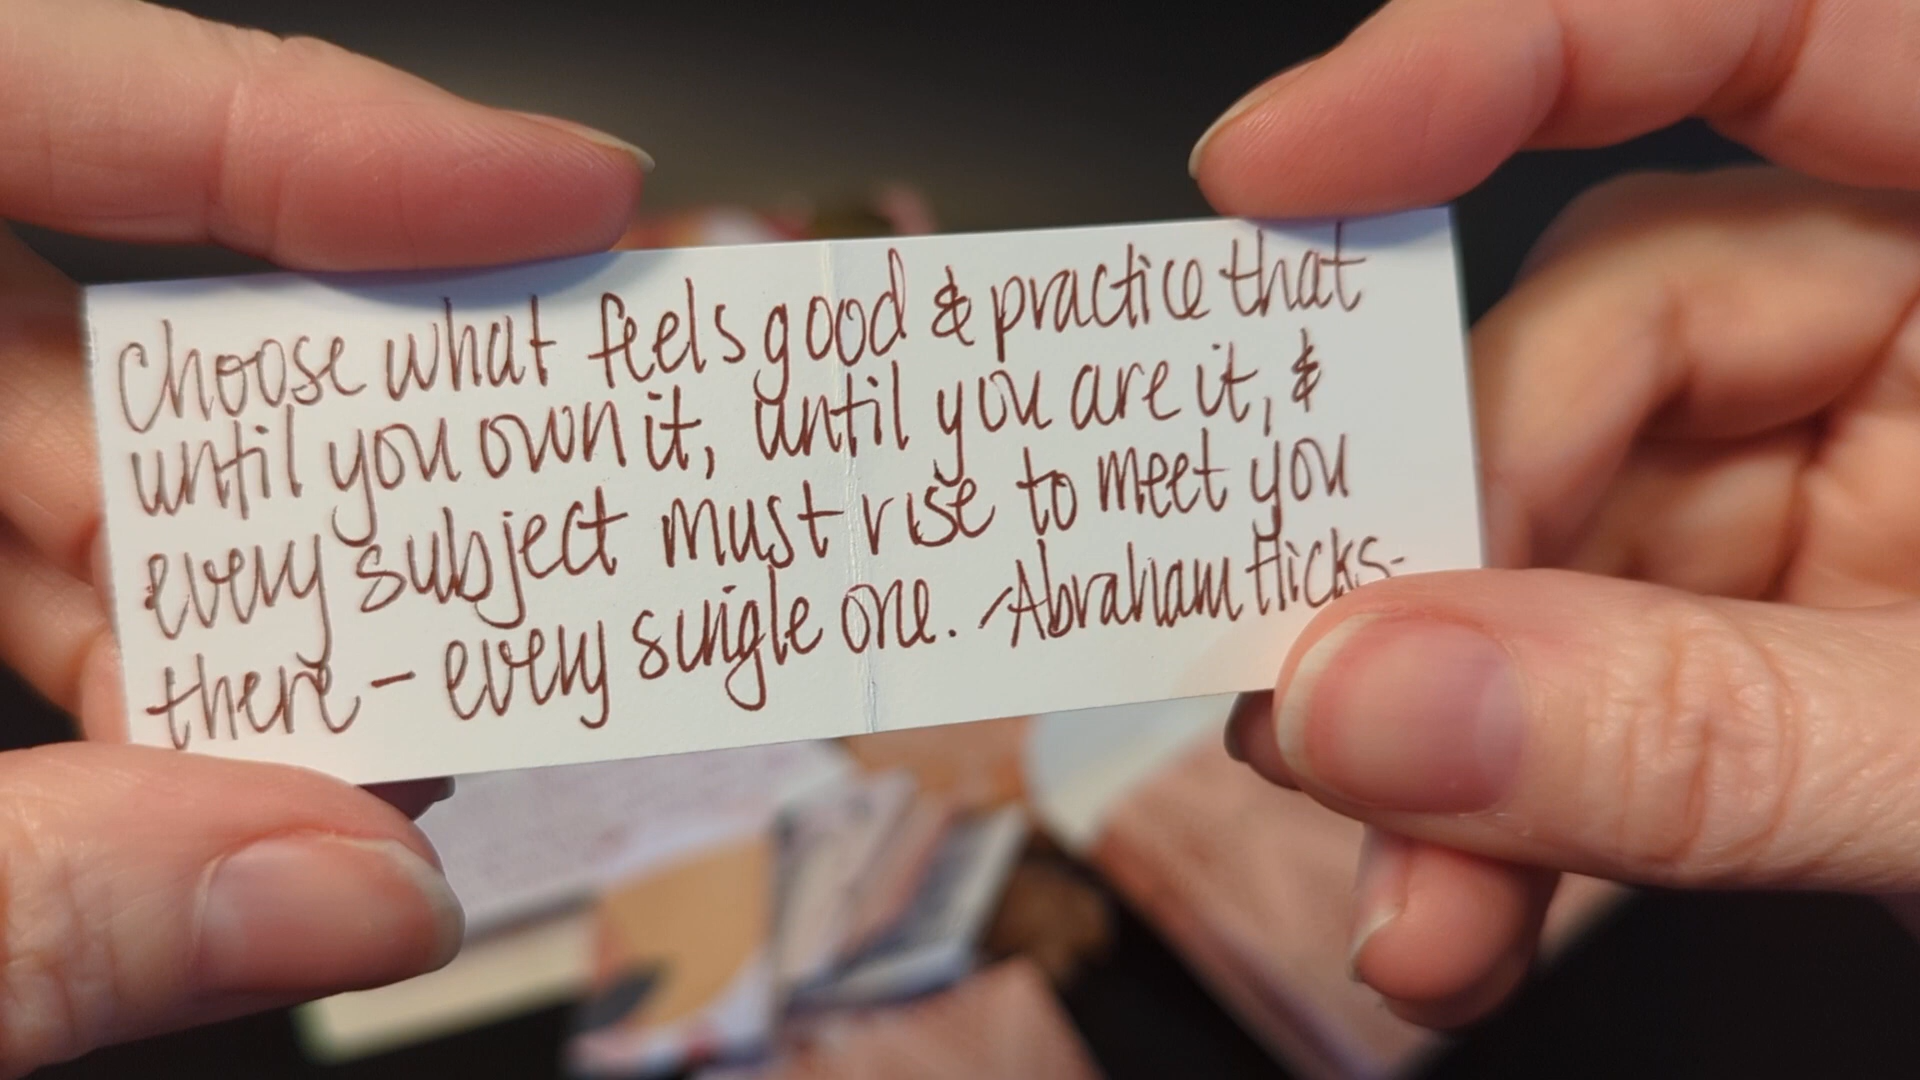 Choose what feels good & practice that
until you own it, until you are it, &
every subject must rise to meet you
there - every single one. -Abraham Hicks-